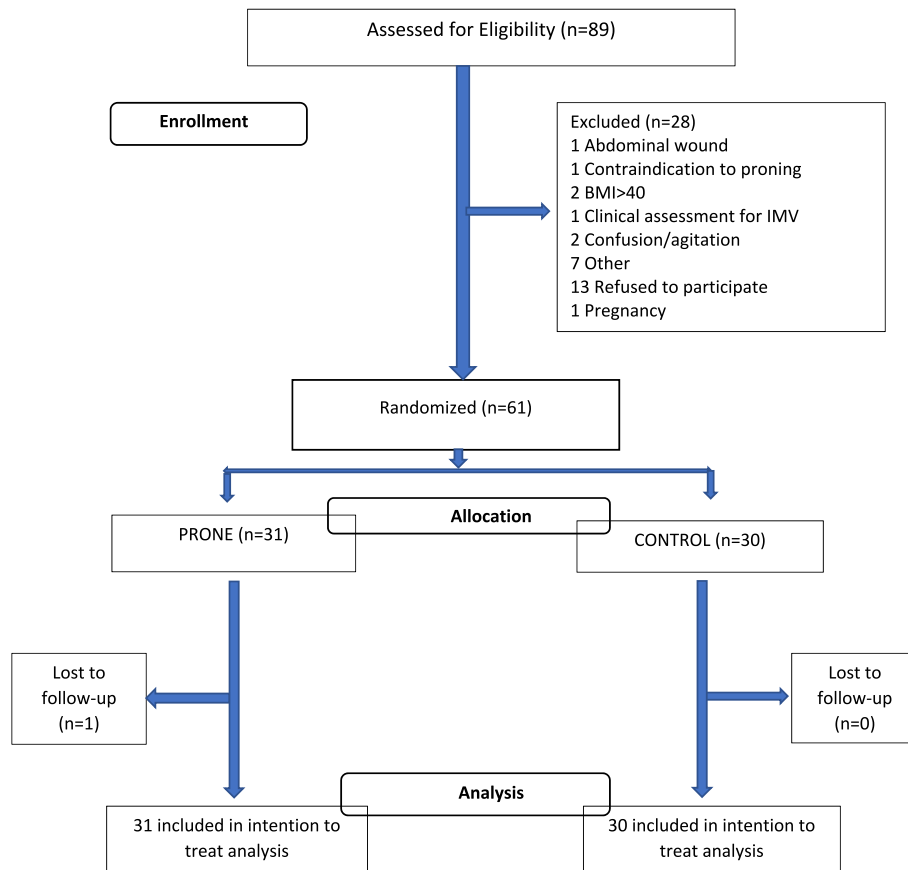 Assessed for Eligibility (n=89)
Enrollment
Excluded (n=28)
1 Abdominal wound
1 Contraindication to proning
2 BMI>40
1 Clinical assessment for IMV
2 Confusion/agitation
7 Other
13 Refused to participate
1 Pregnancy
Randomized (n=61)
Allocation
PRONE (n=31)
CONTROL (n=30)
Lost to
follow-up
(n=1)
Lost to
follow-up
(n=0)
Analysis
31 included in intention to
treat analysis
30 included in intention to
treat analysis